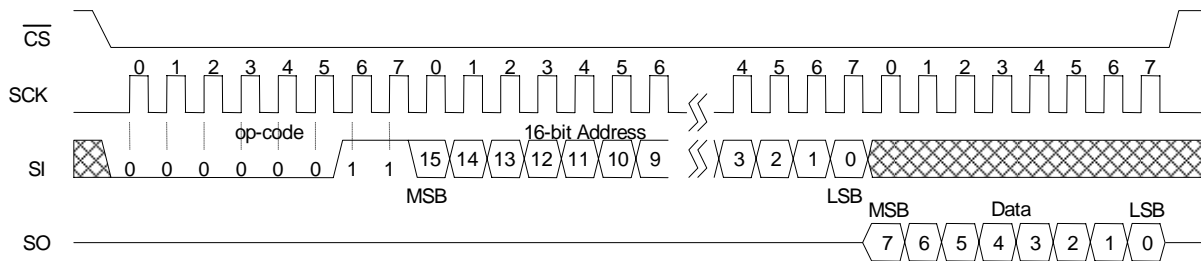 CS
0 1 2 3 4 5 6 7 0 1 2 3 4 5 6 4 5 6 7 0 1 2 3 4 5 6 7
SCK
op-code 16-bit Address
SI 0 0 0 0 0 0 1 1 15 14 13 12 11 10 9 3 2 1 0
MSB LSB MSB Data LSB
SO 7 6 5 4 3 2 1 0